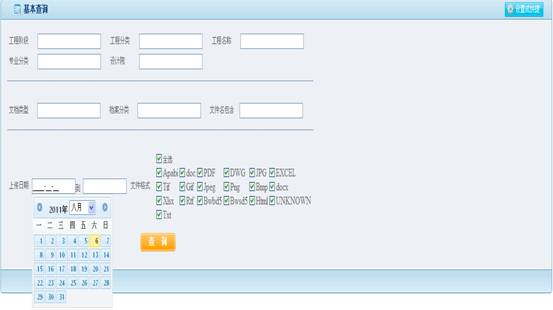 基本查询
设置成快捷
工程阶段 工程分类 工程名称
专业分类 设计院
文档类型 档案分类 文件名包含
全选
Apabi doc PDF DWG JPG EXCEL
上传日期 ____-__-__ 到 文件格式 Tif Gif Jpeg Png Bmp docx
Xlsx Rtf Bwbd5 Bwsd5 Html UNKNOWN
Txt
2011年 八月
一 二 三 四 五 六 日
1 2 3 4 5 6 7
8 9 10 11 12 13 14
15 16 17 18 19 20 21
22 23 24 25 26 27 28
29 30 31
查 询